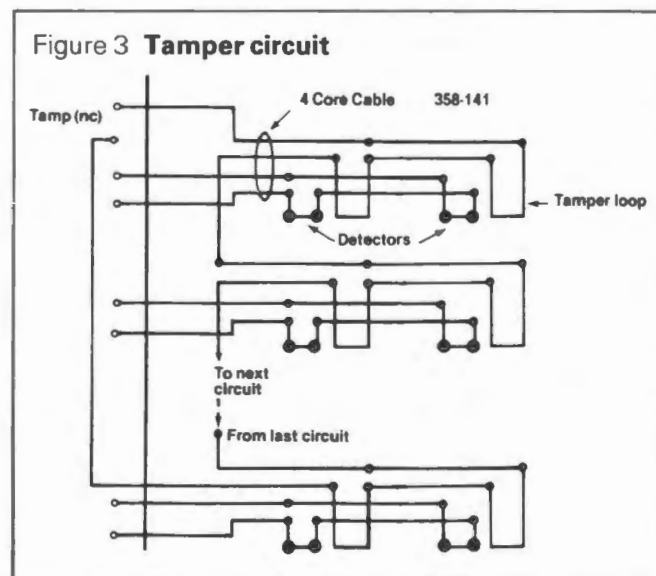 Figure 3 Tamper circuit
4 Core Cable 358-141
Tamp (nc)
Tamper loop
Detectors
To next
circuit
From last circuit